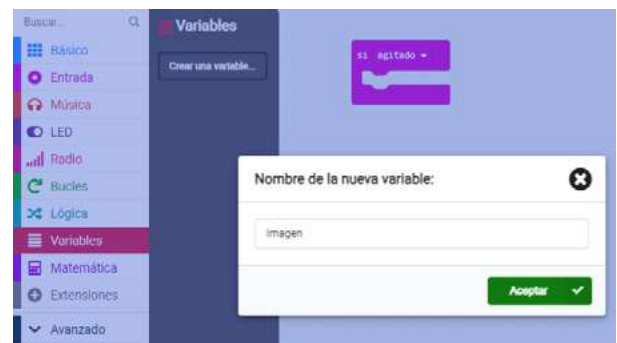 Buscar...
Básico
Entrada
Música
LED
Radio
Bucles
Lógica
Variables
Matemática
Extensiones
Avanzado
Variables
Crear una variable...
si agitado
Nombre de la nueva variable:
imagen
Aceptar